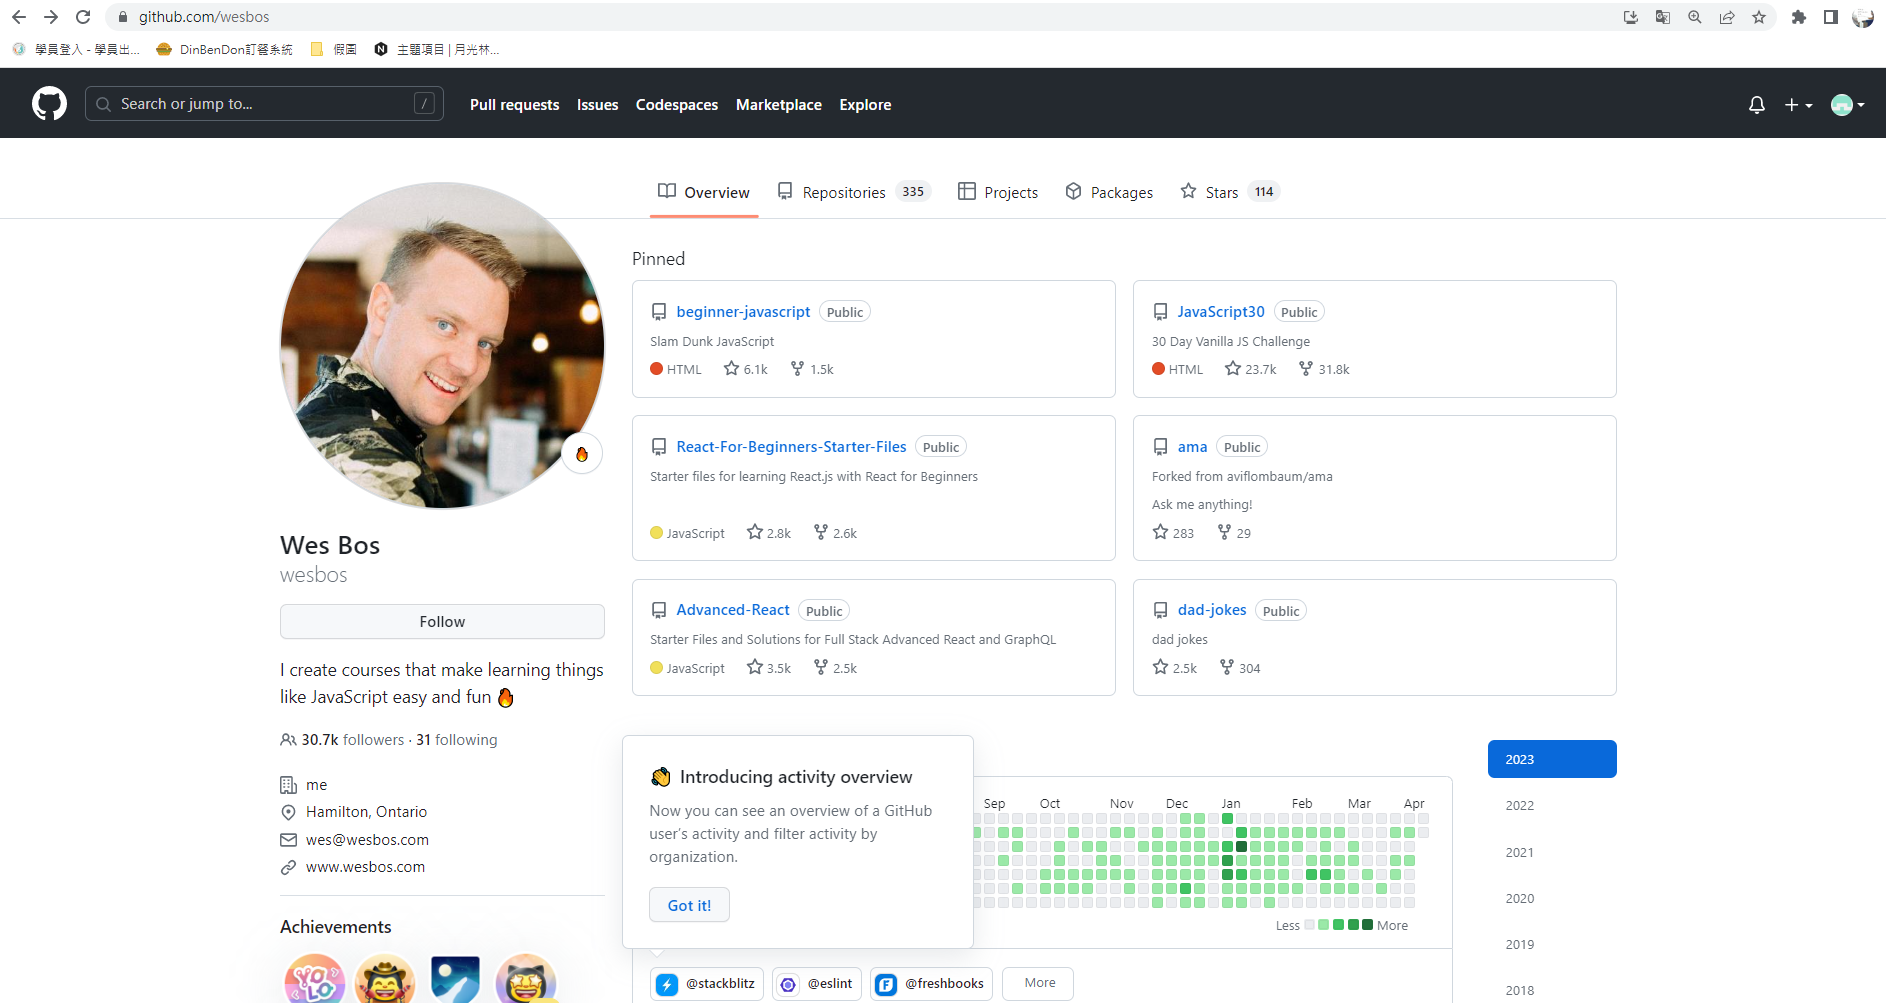 github.com/wesbos
學員登入 - 學員出... DinBenDon訂餐系統 假圖 主題項目 | 月光林...
Search or jump to... / Pull requests Issues Codespaces Marketplace Explore
Overview Repositories 335 Projects Packages Stars 114
Wes Bos
wesbos
Follow
I create courses that make learning things
like JavaScript easy and fun
30.7k followers · 31 following
me
Hamilton, Ontario
wes@wesbos.com
www.wesbos.com
Achievements
YOLO
Pinned
beginner-javascript Public
Slam Dunk JavaScript
HTML 6.1k 1.5k
JavaScript30 Public
30 Day Vanilla JS Challenge
HTML 23.7k 31.8k
React-For-Beginners-Starter-Files Public
Starter files for learning React.js with React for Beginners
JavaScript 2.8k 2.6k
ama Public
Forked from aviflombaum/ama
Ask me anything!
283 29
Advanced-React Public
Starter Files and Solutions for Full Stack Advanced React and GraphQL
JavaScript 3.5k 2.5k
dad-jokes Public
dad jokes
2.5k 304
Introducing activity overview
Now you can see an overview of a GitHub
user's activity and filter activity by
organization.
Got it!
Sep Oct Nov Dec Jan Feb Mar Apr
Less More
@stackblitz @eslint @freshbooks More
2023
2022
2021
2020
2019
2018